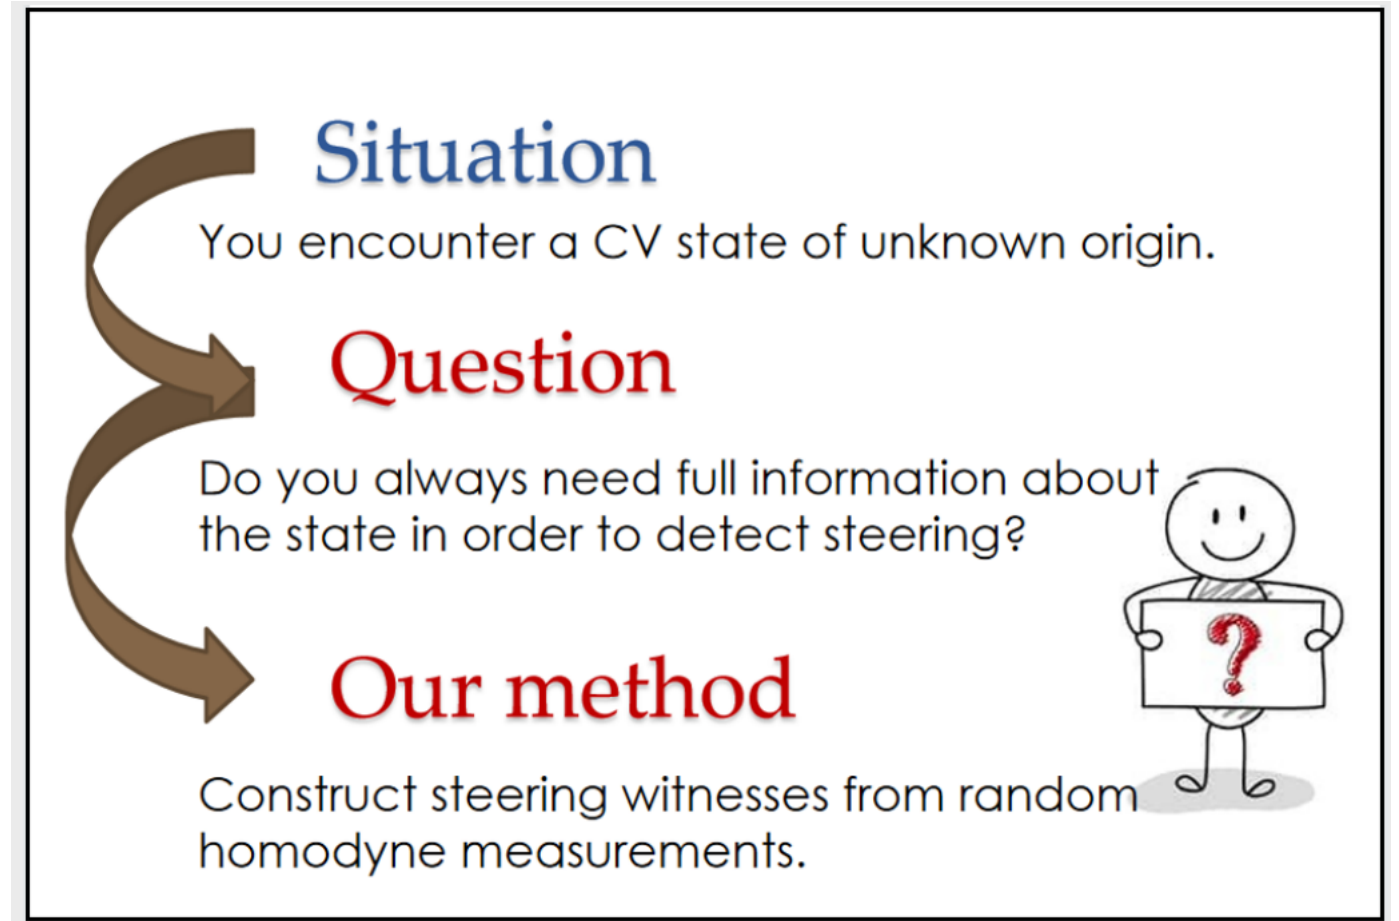 Situation
You encounter a CV state of unknown origin.
Question
Do you always need full information about
the state in order to detect steering?
?
Our method
Construct steering witnesses from random
homodyne measurements.